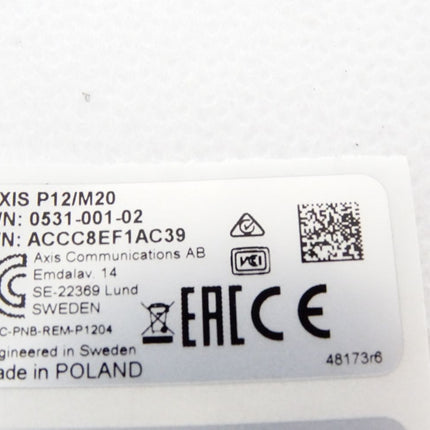 XIS P12/M20
/N: 0531-001-02
/N: ACCC8EF1AC39
Axis Communications AB
Emdalav. 14
SE-22369 Lund
SWEDEN
C-PNB-REM-P1204
ngineered in Sweden
ade in POLAND
VCI
EAC CE
48173r6